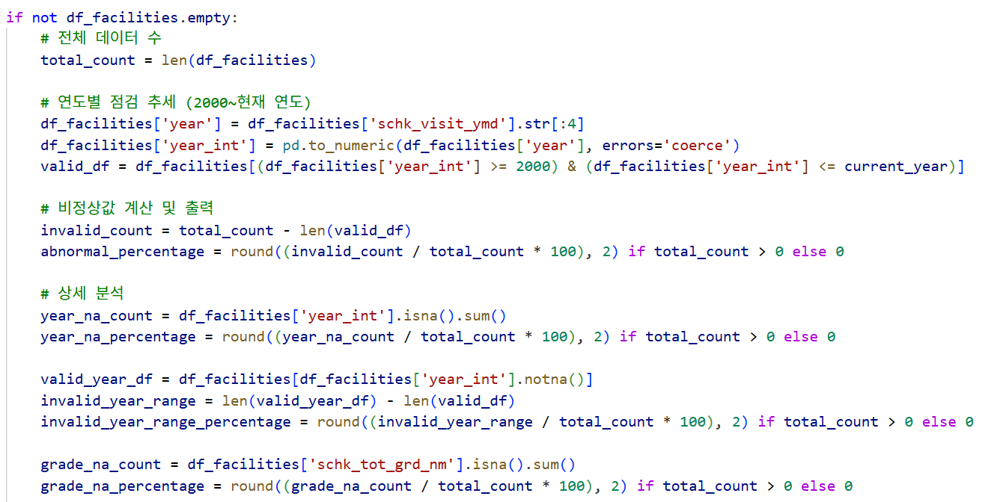 if not df_facilities.empty:
    # 전체 데이터 수
    total_count = len(df_facilities)

    # 연도별 점검 추세 (2000~현재 연도)
    df_facilities['year'] = df_facilities['schk_visit_ymd'].str[:4]
    df_facilities['year_int'] = pd.to_numeric(df_facilities['year'], errors='coerce')
    valid_df = df_facilities[(df_facilities['year_int'] >= 2000) & (df_facilities['year_int'] <= current_year)]

    # 비정상값 계산 및 출력
    invalid_count = total_count - len(valid_df)
    abnormal_percentage = round((invalid_count / total_count * 100), 2) if total_count > 0 else 0

    # 상세 분석
    year_na_count = df_facilities['year_int'].isna().sum()
    year_na_percentage = round((year_na_count / total_count * 100), 2) if total_count > 0 else 0

    valid_year_df = df_facilities[df_facilities['year_int'].notna()]
    invalid_year_range = len(valid_year_df) - len(valid_df)
    invalid_year_range_percentage = round((invalid_year_range / total_count * 100), 2) if total_count > 0 else 0

    grade_na_count = df_facilities['schk_tot_grd_nm'].isna().sum()
    grade_na_percentage = round((grade_na_count / total_count * 100), 2) if total_count > 0 else 0